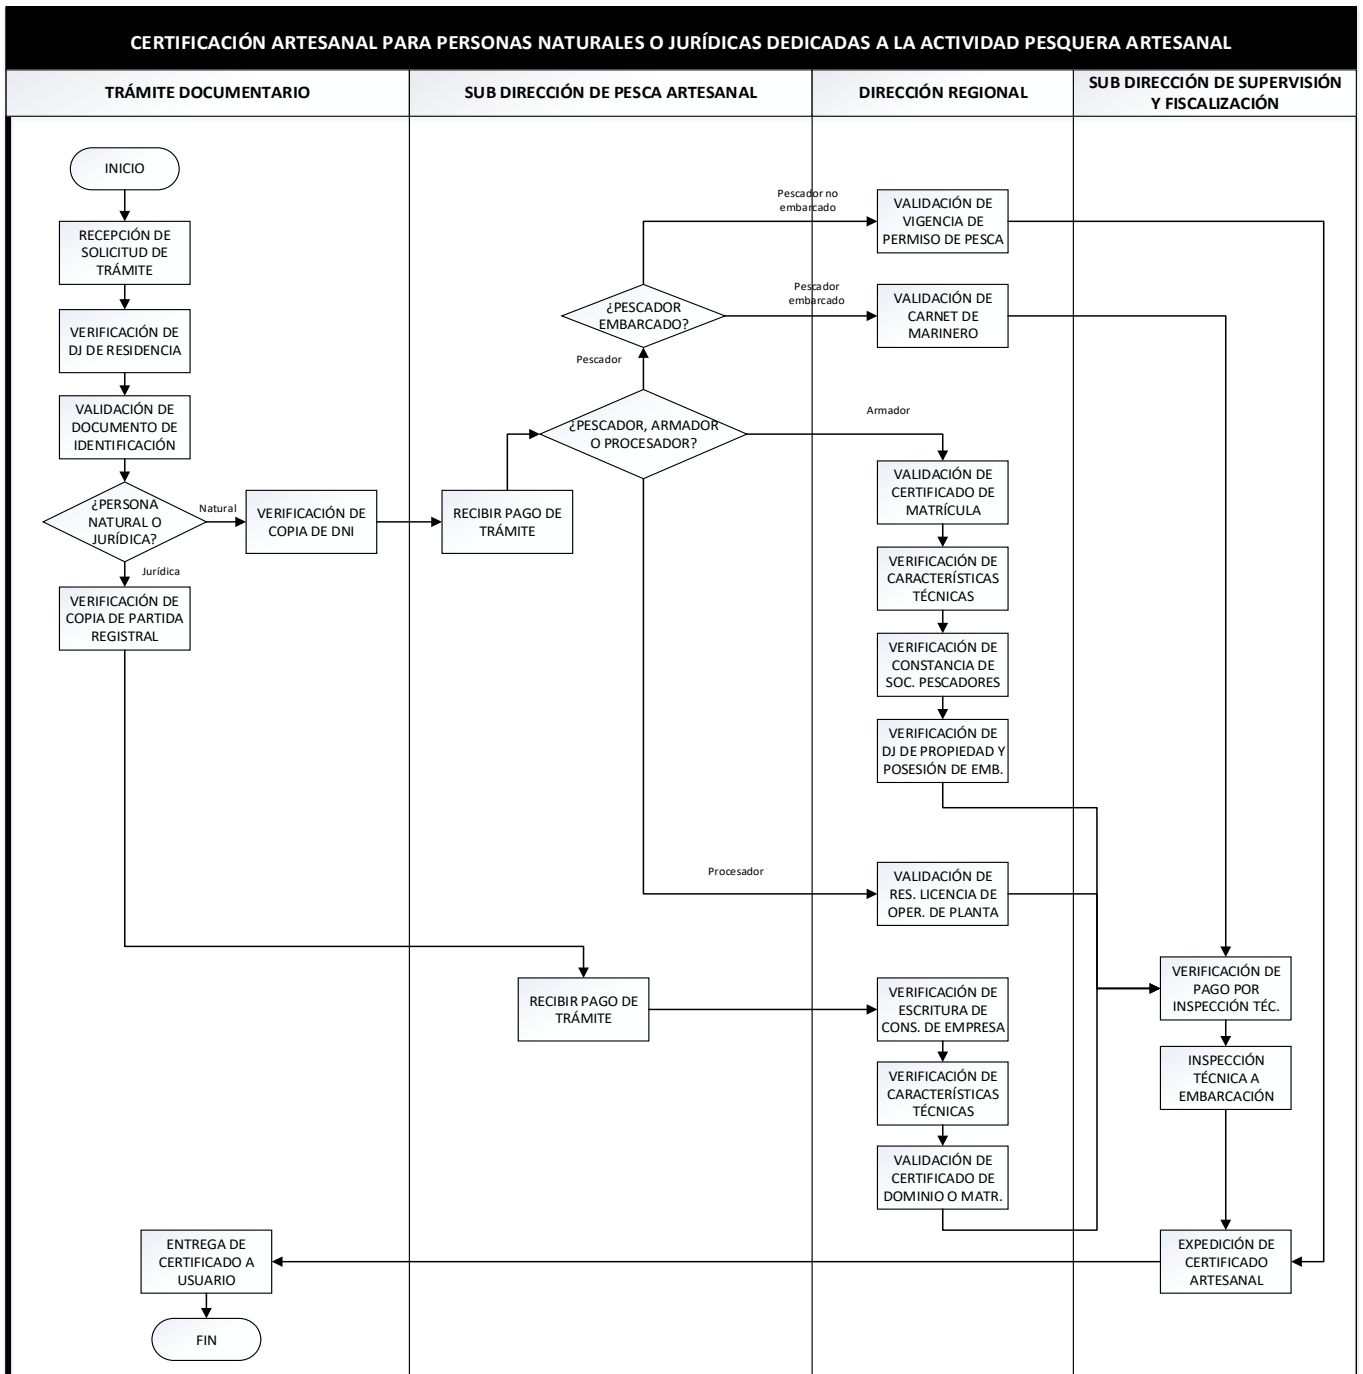 CERTIFICACIÓN ARTESANAL PARA PERSONAS NATURALES O JURÍDICAS DEDICADAS A LA ACTIVIDAD PESQUERA ARTESANAL
TRÁMITE DOCUMENTARIO
SUB DIRECCIÓN DE PESCA ARTESANAL
DIRECCIÓN REGIONAL
SUB DIRECCIÓN DE SUPERVISIÓN
Y FISCALIZACIÓN
INICIO
RECEPCIÓN DE
SOLICITUD DE
TRÁMITE
VERIFICACIÓN DE
DJ DE RESIDENCIA
VALIDACIÓN DE
DOCUMENTO DE
IDENTIFICACIÓN
¿PERSONA
NATURAL O
JURÍDICA?
Natural
VERIFICACIÓN DE
COPIA DE DNI
Jurídica
VERIFICACIÓN DE
COPIA DE PARTIDA
REGISTRAL
RECIBIR PAGO DE
TRÁMITE
¿PESCADOR, ARMADOR
O PROCESADOR?
Pescador
¿PESCADOR
EMBARCADO?
Pescador no
embarcado
VALIDACIÓN DE
VIGENCIA DE
PERMISO DE PESCA
Pescador
embarcado
VALIDACIÓN DE
CARNET DE
MARINERO
Armador
VALIDACIÓN DE
CERTIFICADO DE
MATRÍCULA
VERIFICACIÓN DE
CARACTERÍSTICAS
TÉCNICAS
VERIFICACIÓN DE
CONSTANCIA DE
SOC. PESCADORES
VERIFICACIÓN DE
DJ DE PROPIEDAD Y
POSESIÓN DE EMB.
Procesador
VALIDACIÓN DE
RES. LICENCIA DE
OPER. DE PLANTA
RECIBIR PAGO DE
TRÁMITE
VERIFICACIÓN DE
ESCRITURA DE
CONS. DE EMPRESA
VERIFICACIÓN DE
CARACTERÍSTICAS
TÉCNICAS
VALIDACIÓN DE
CERTIFICADO DE
DOMINIO O MATR.
VERIFICACIÓN DE
PAGO POR
INSPECCIÓN TÉC.
INSPECCIÓN
TÉCNICA A
EMBARCACIÓN
EXPEDICIÓN DE
CERTIFICADO
ARTESANAL
ENTREGA DE
CERTIFICADO A
USUARIO
FIN